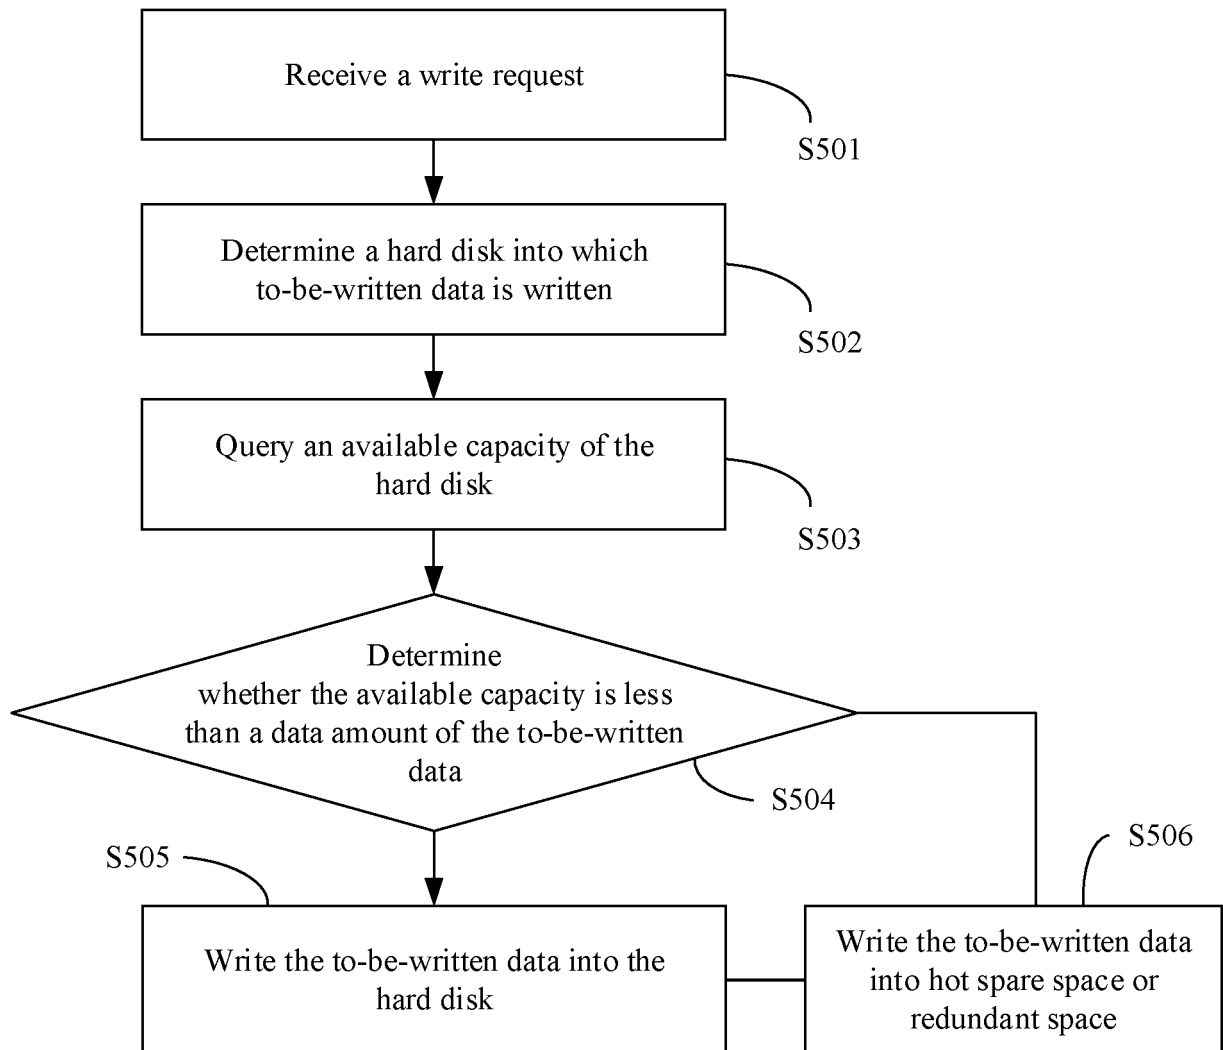 Receive a write request
S501
Determine a hard disk into which
to-be-written data is written
S502
Query an available capacity of the
hard disk
S503
Determine
whether the available capacity is less
than a data amount of the to-be-written
data
S504
S505
S506
Write the to-be-written data into the
hard disk
Write the to-be-written data
into hot spare space or
redundant space